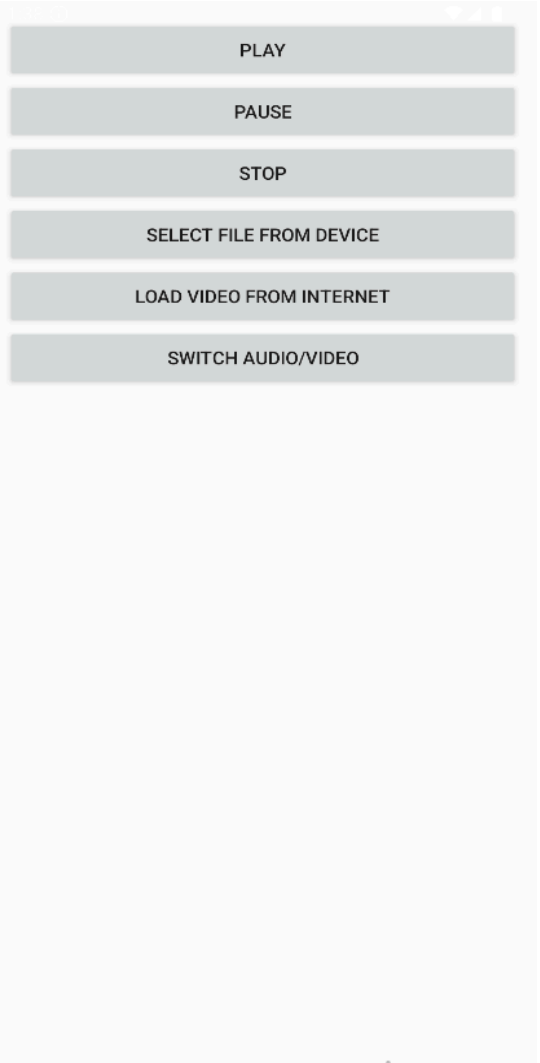 PLAY
PAUSE
STOP
SELECT FILE FROM DEVICE
LOAD VIDEO FROM INTERNET
SWITCH AUDIO/VIDEO